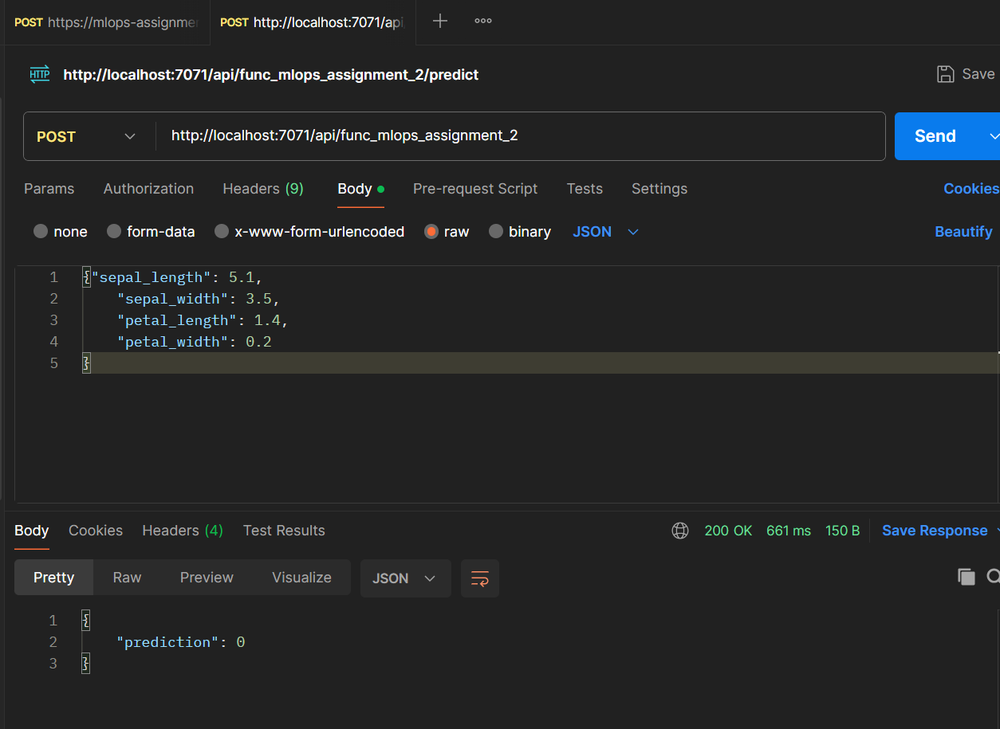 POST https://mlops-assignme
POST http://localhost:7071/api
HTTP http://localhost:7071/api/func_mlops_assignment_2/predict
Save
POST http://localhost:7071/api/func_mlops_assignment_2
Send
Params Authorization Headers (9) Body Pre-request Script Tests Settings Cookies
none form-data x-www-form-urlencoded raw binary JSON Beautify
1 {"sepal_length": 5.1,
2 "sepal_width": 3.5,
3 "petal_length": 1.4,
4 "petal_width": 0.2
5 }
Body Cookies Headers (4) Test Results 200 OK 661 ms 150 B Save Response
Pretty Raw Preview Visualize JSON
1 {
2 "prediction": 0
3 }